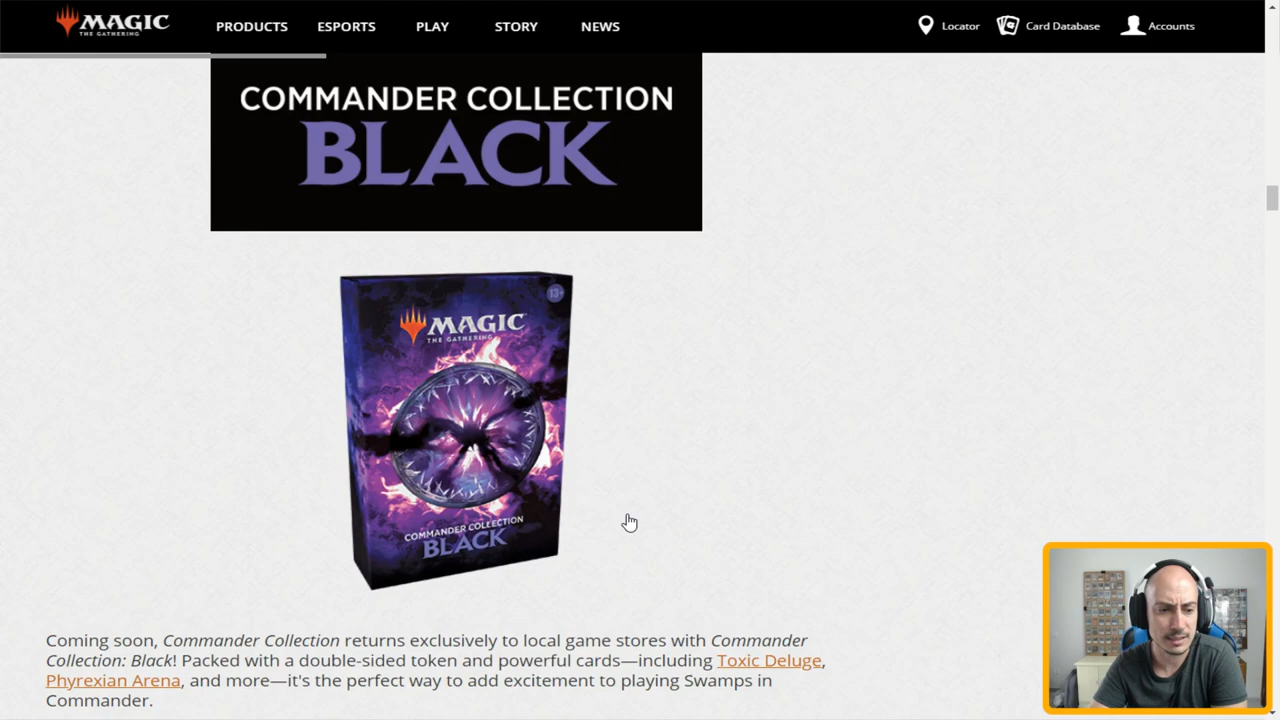 MAGIC
THE GATHERING
PRODUCTS ESPORTS PLAY STORY NEWS
Locator Card Database Accounts
COMMANDER COLLECTION
BLACK
13+
MAGIC
THE GATHERING
COMMANDER COLLECTION
BLACK
Coming soon, Commander Collection returns exclusively to local game stores with Commander
Collection: Black! Packed with a double-sided token and powerful cards—including Toxic Deluge,
Phyrexian Arena, and more—it's the perfect way to add excitement to playing Swamps in
Commander.